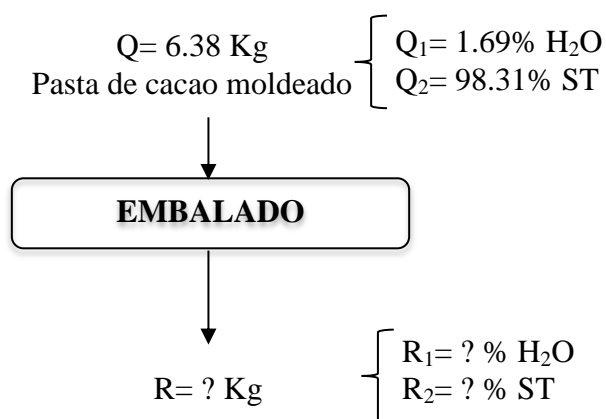 Q= 6.38 Kg
Pasta de cacao moldeado
Q₁= 1.69% H₂O
Q₂= 98.31% ST
EMBALADO
R= ? Kg
R₁= ? % H₂O
R₂= ? % ST